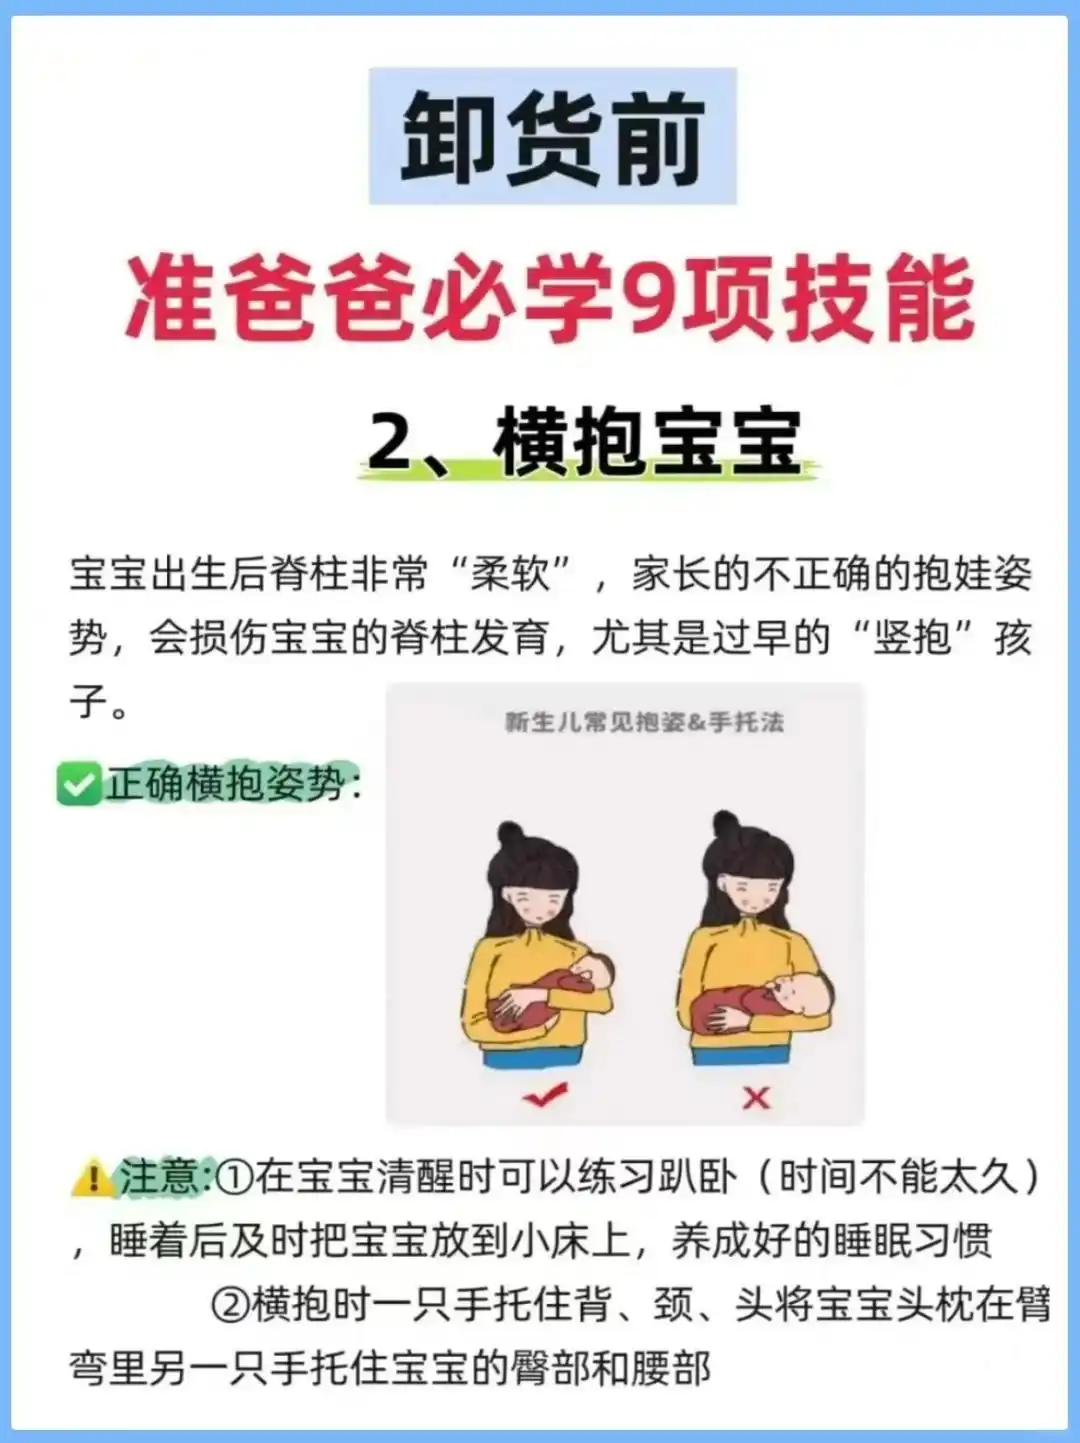 卸货前
准爸爸必学9项技能
2、横抱宝宝
宝宝出生后脊柱非常“柔软”，家长的不正确的抱娃姿
势，会损伤宝宝的脊柱发育，尤其是过早的“竖抱”孩
子。
新生儿常见抱姿&手托法
正确横抱姿势：
注意:①在宝宝清醒时可以练习趴卧（时间不能太久）
，睡着后及时把宝宝放到小床上，养成好的睡眠习惯
②横抱时一只手托住背、颈、头将宝宝头枕在臂
弯里另一只手托住宝宝的臀部和腰部